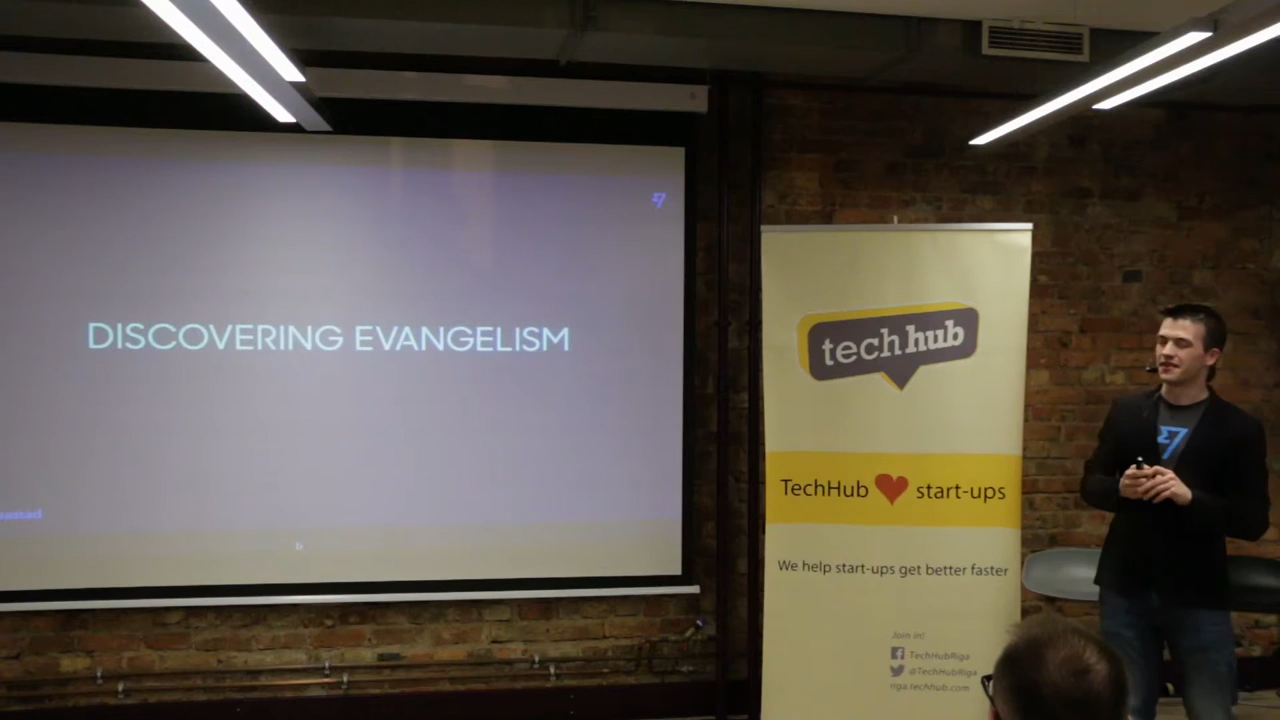 DISCOVERING EVANGELISM
techhub
TechHub ❤ start-ups
We help start-ups get better faster
Join in!
TechHubRiga
@TechHubRiga
riga.techhub.com